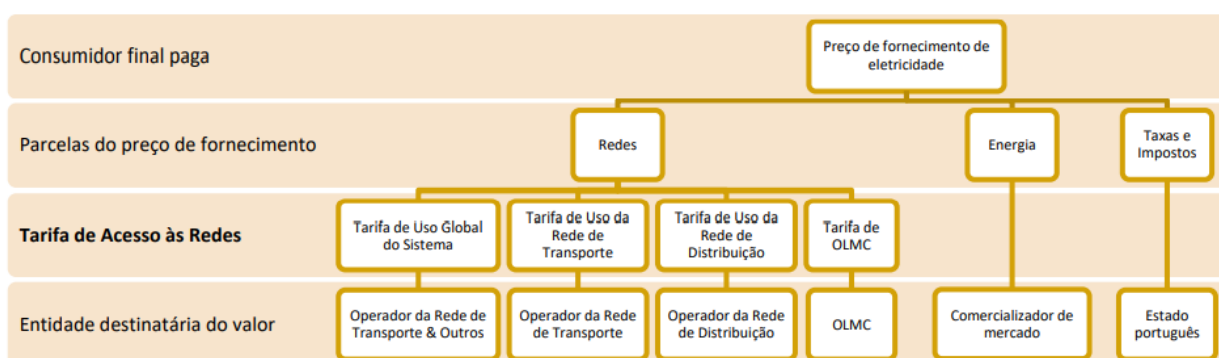 Consumidor final paga
Preço de fornecimento de
eletricidade
Parcelas do preço de fornecimento
Redes
Energia
Taxas e
Impostos
Tarifa de Acesso às Redes
Tarifa de Uso Global
do Sistema
Tarifa de Uso da
Rede de
Transporte
Tarifa de Uso da
Rede de
Distribuição
Tarifa de
OLMC
Entidade destinatária do valor
Operador da Rede de
Transporte & Outros
Operador da Rede
de Transporte
Operador da Rede
de Distribuição
OLMC
Comercializador de
mercado
Estado
português